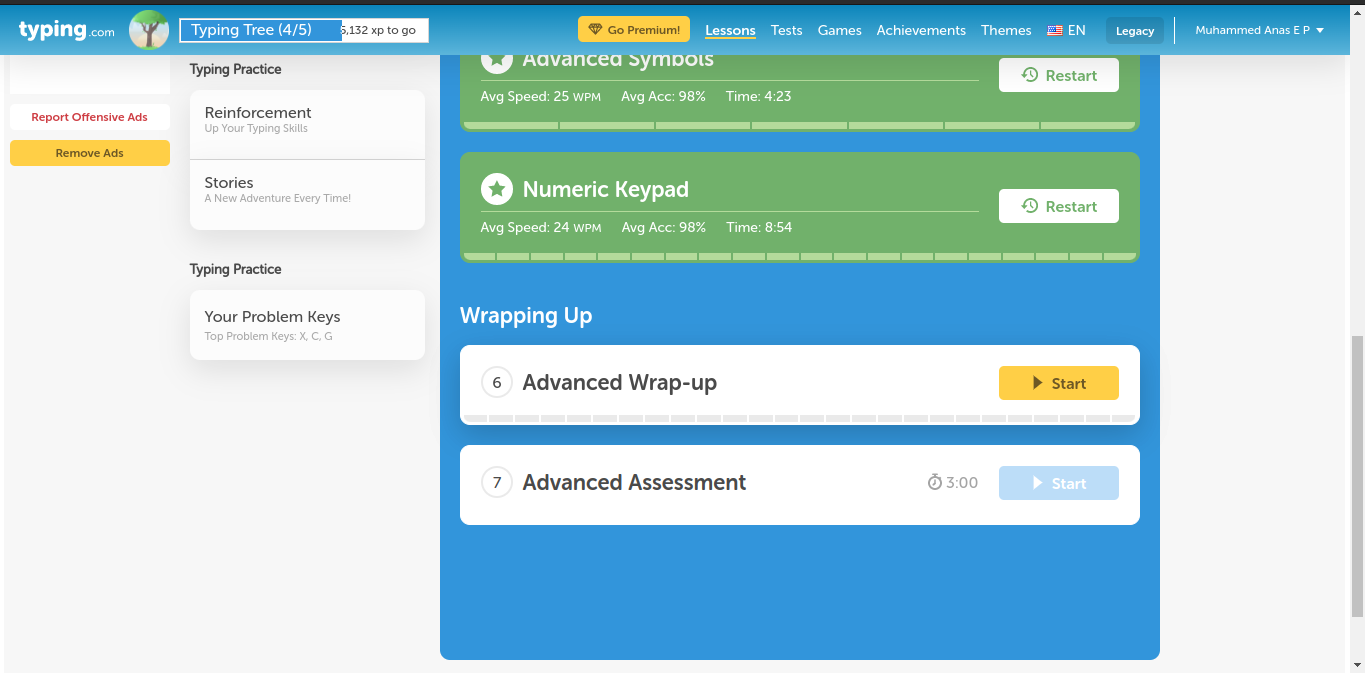 typing.com
Typing Tree (4/5)
5,132 xp to go
Go Premium!
Lessons
Tests
Games
Achievements
Themes
EN
Legacy
Muhammed Anas E P
Report Offensive Ads
Remove Ads
Typing Practice
Reinforcement
Up Your Typing Skills
Stories
A New Adventure Every Time!
Typing Practice
Your Problem Keys
Top Problem Keys: X, C, G
Advanced Symbols
Restart
Avg Speed: 25 WPM Avg Acc: 98% Time: 4:23
Numeric Keypad
Restart
Avg Speed: 24 WPM Avg Acc: 98% Time: 8:54
Wrapping Up
6 Advanced Wrap-up
Start
7 Advanced Assessment
3:00
Start